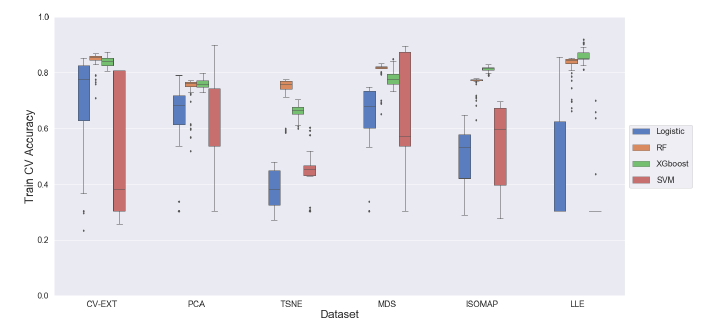 1.0
0.8
0.6
0.4
0.2
0.0
Train CV Accuracy
CV-EXT PCA TSNE MDS ISOMAP LLE
Dataset
Logistic
RF
XGboost
SVM